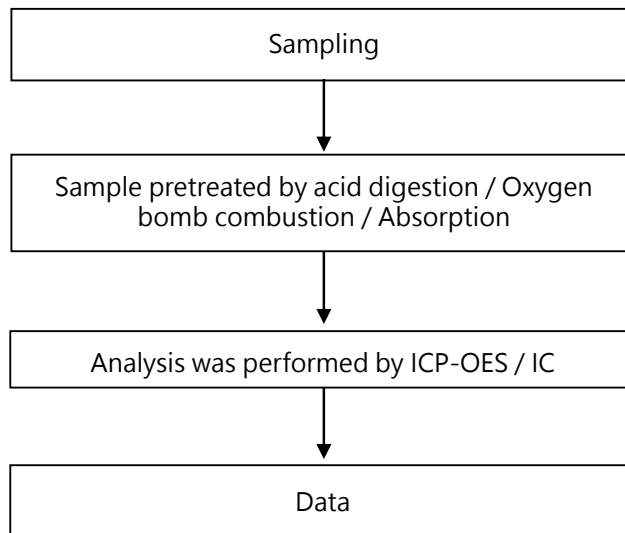 Sampling
Sample pretreated by acid digestion / Oxygen
bomb combustion / Absorption
Analysis was performed by ICP-OES / IC
Data